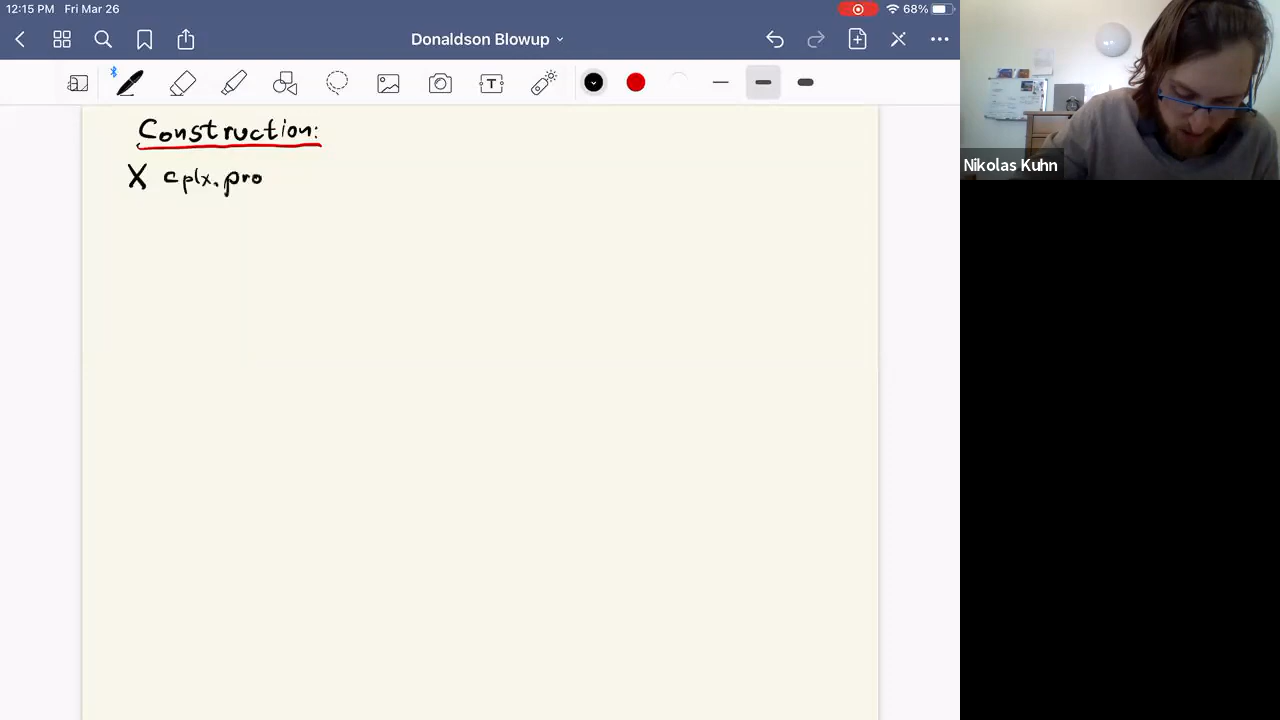 12:15 PM Fri Mar 26
68%
Donaldson Blowup
T
Construction:
X cplx. pro
Nikolas Kuhn